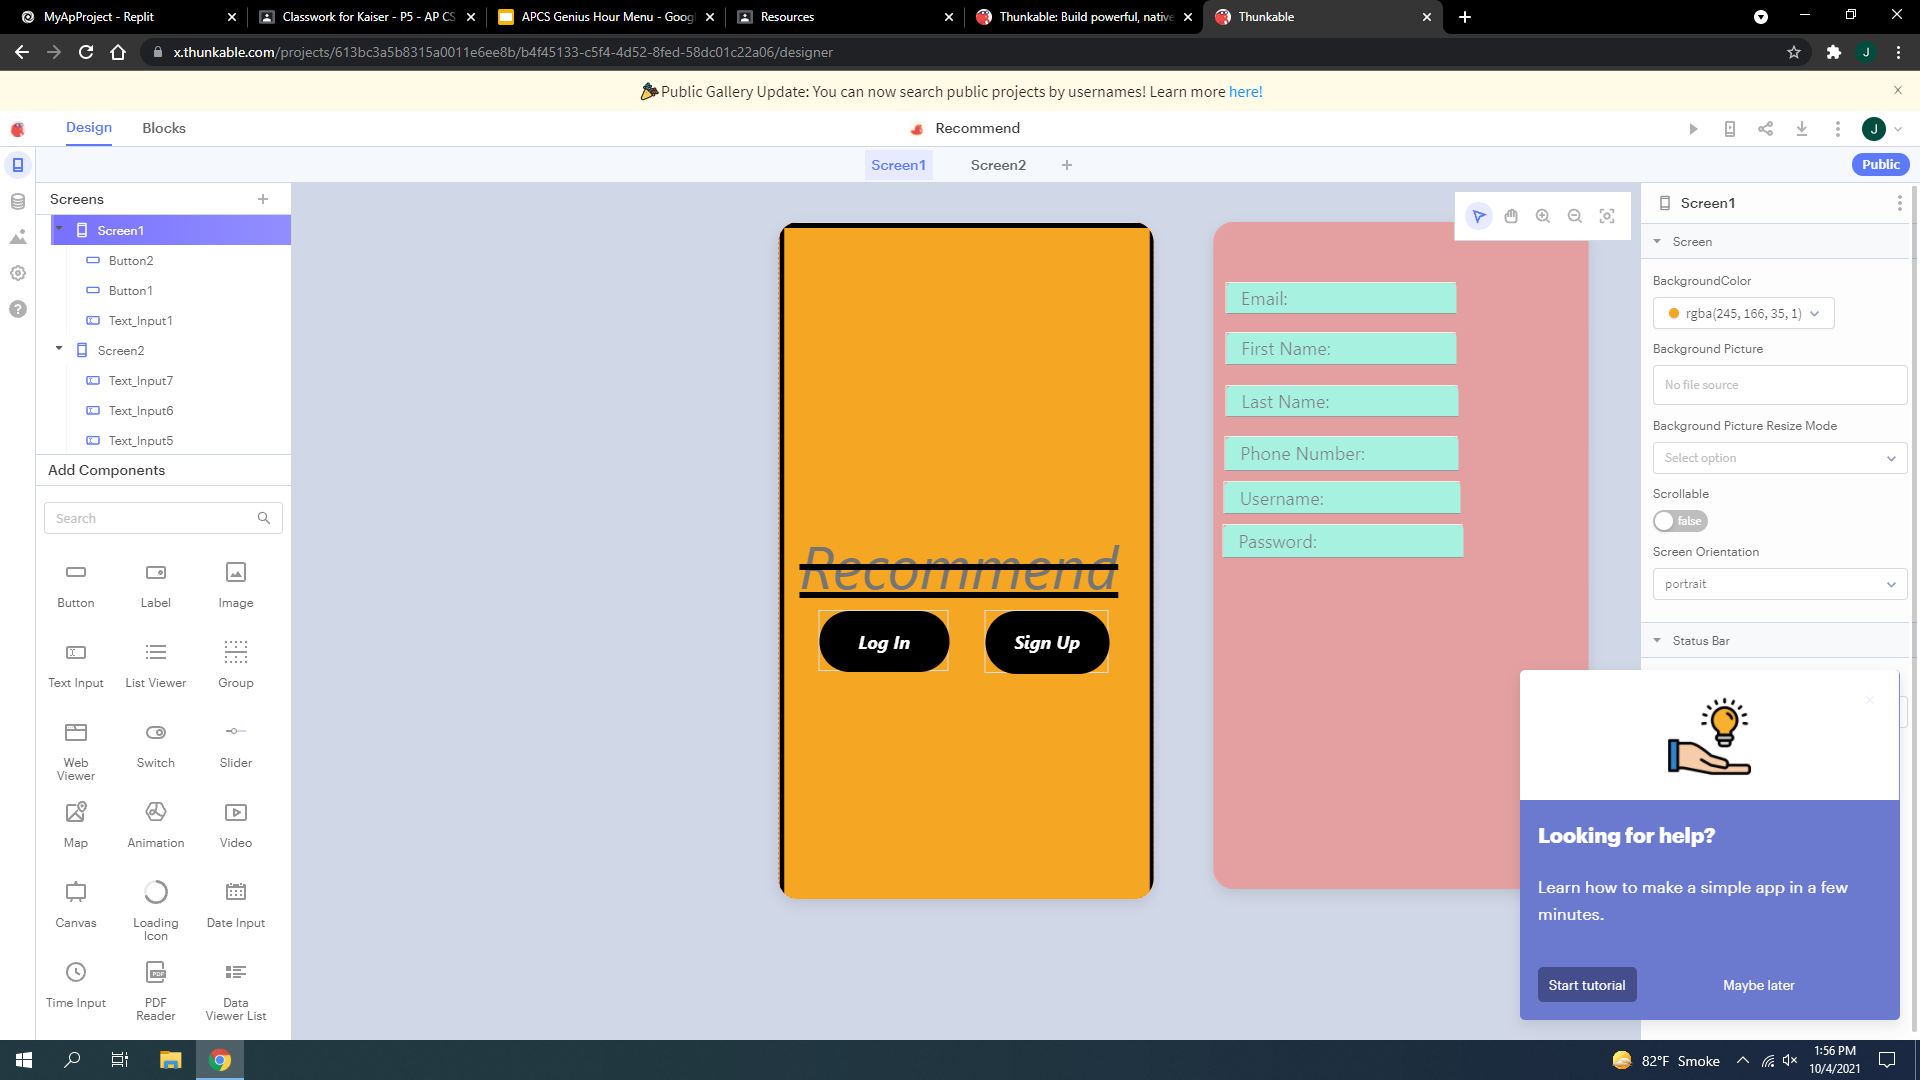 MyApProject - Replit
Classwork for Kaiser - P5 - AP CS
APCS Genius Hour Menu - Goog
Resources
Thunkable: Build powerful, native
Thunkable
x.thunkable.com/projects/613bc3a5b8315a0011e6ee8b/b4f45133-c5f4-4d52-8fed-58dc01c22a06/designer
J
Public Gallery Update: You can now search public projects by usernames! Learn more here!
Design
Blocks
Recommend
J
Screen1
Screen2
Public
Screens
Screen1
Button2
Button1
Text_Input1
Screen2
Text_Input7
Text_Input6
Text_Input5
Add Components
Search
Button
Label
Image
Text Input
List Viewer
Group
Web Viewer
Switch
Slider
Map
Animation
Video
Canvas
Loading Icon
Date Input
Time Input
PDF
PDF Reader
Data Viewer List
Recommend
Log In
Sign Up
Email:
First Name:
Last Name:
Phone Number:
Username:
Password:
Screen1
Screen
BackgroundColor
rgba(245, 166, 35, 1)
Background Picture
No file source
Background Picture Resize Mode
Select option
Scrollable
false
Screen Orientation
portrait
Status Bar
Looking for help?
Learn how to make a simple app in a few
minutes.
Start tutorial
Maybe later
82°F Smoke
1:56 PM
10/4/2021